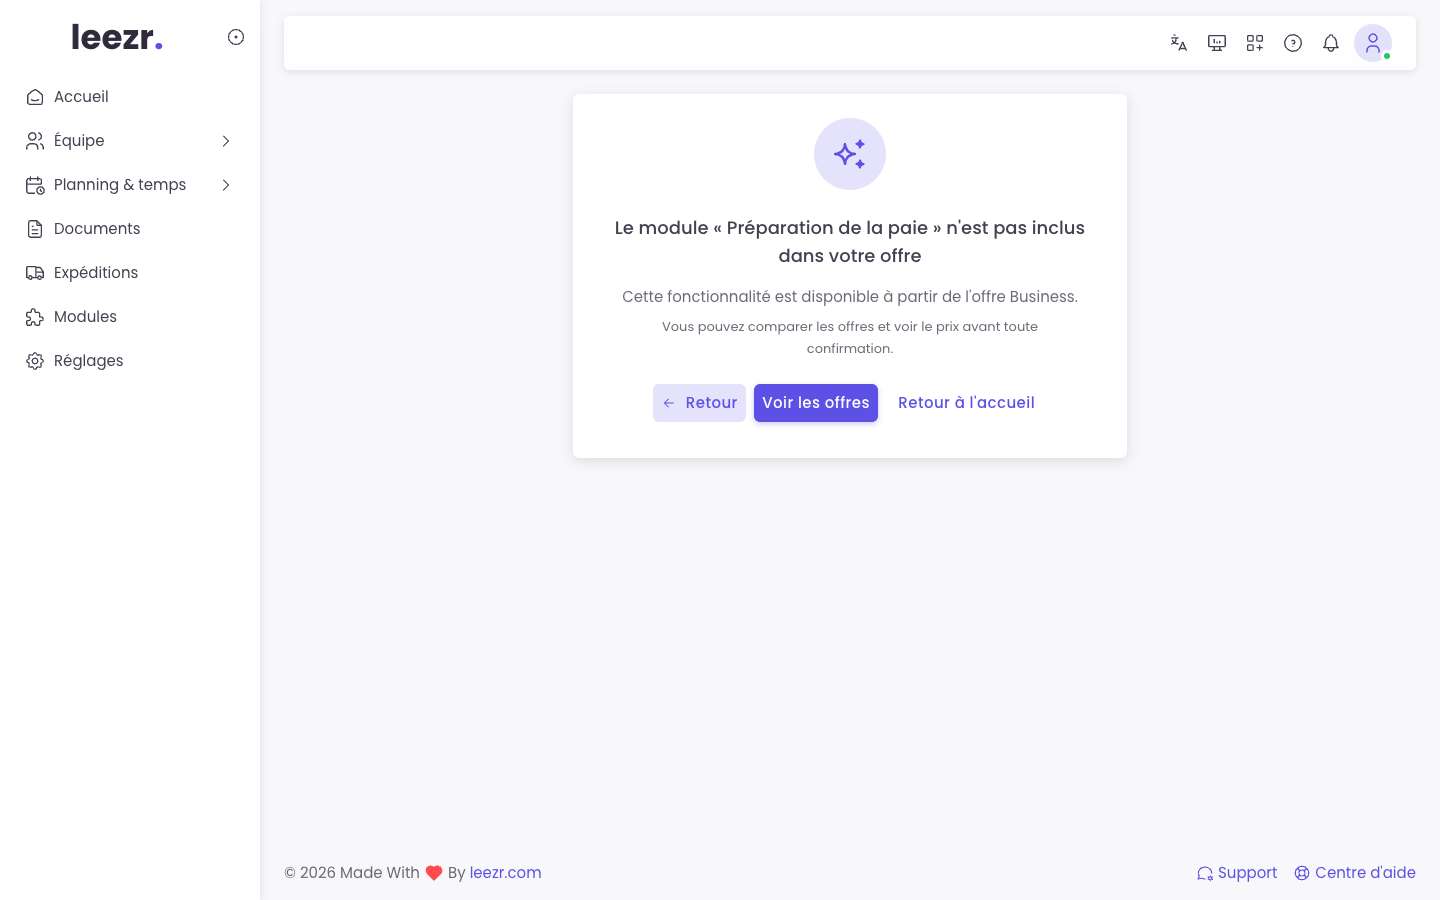 leezr.
Accueil
Équipe
Planning & temps
Documents
Expéditions
Modules
Réglages
Le module « Préparation de la paie » n'est pas inclus
dans votre offre
Cette fonctionnalité est disponible à partir de l'offre Business.
Vous pouvez comparer les offres et voir le prix avant toute
confirmation.
Retour
Voir les offres
Retour à l'accueil
© 2026 Made With By leezr.com
Support
Centre d'aide